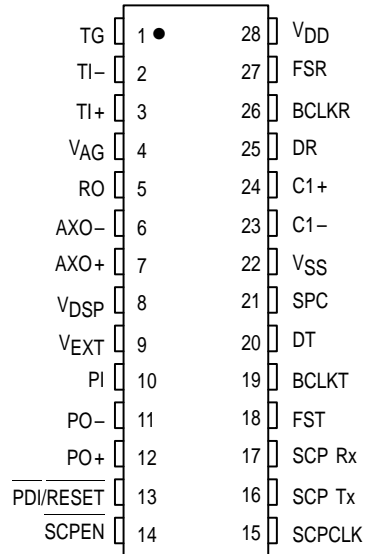 TG 1 28 VDD
TI– 2 27 FSR
TI+ 3 26 BCLKR
VAG 4 25 DR
RO 5 24 C1+
AXO– 6 23 C1–
AXO+ 7 22 VSS
VDSP 8 21 SPC
VEXT 9 20 DT
PI 10 19 BCLKT
PO– 11 18 FST
PO+ 12 17 SCP Rx
PDI/RESET 13 16 SCP Tx
SCPEN 14 15 SCPCLK